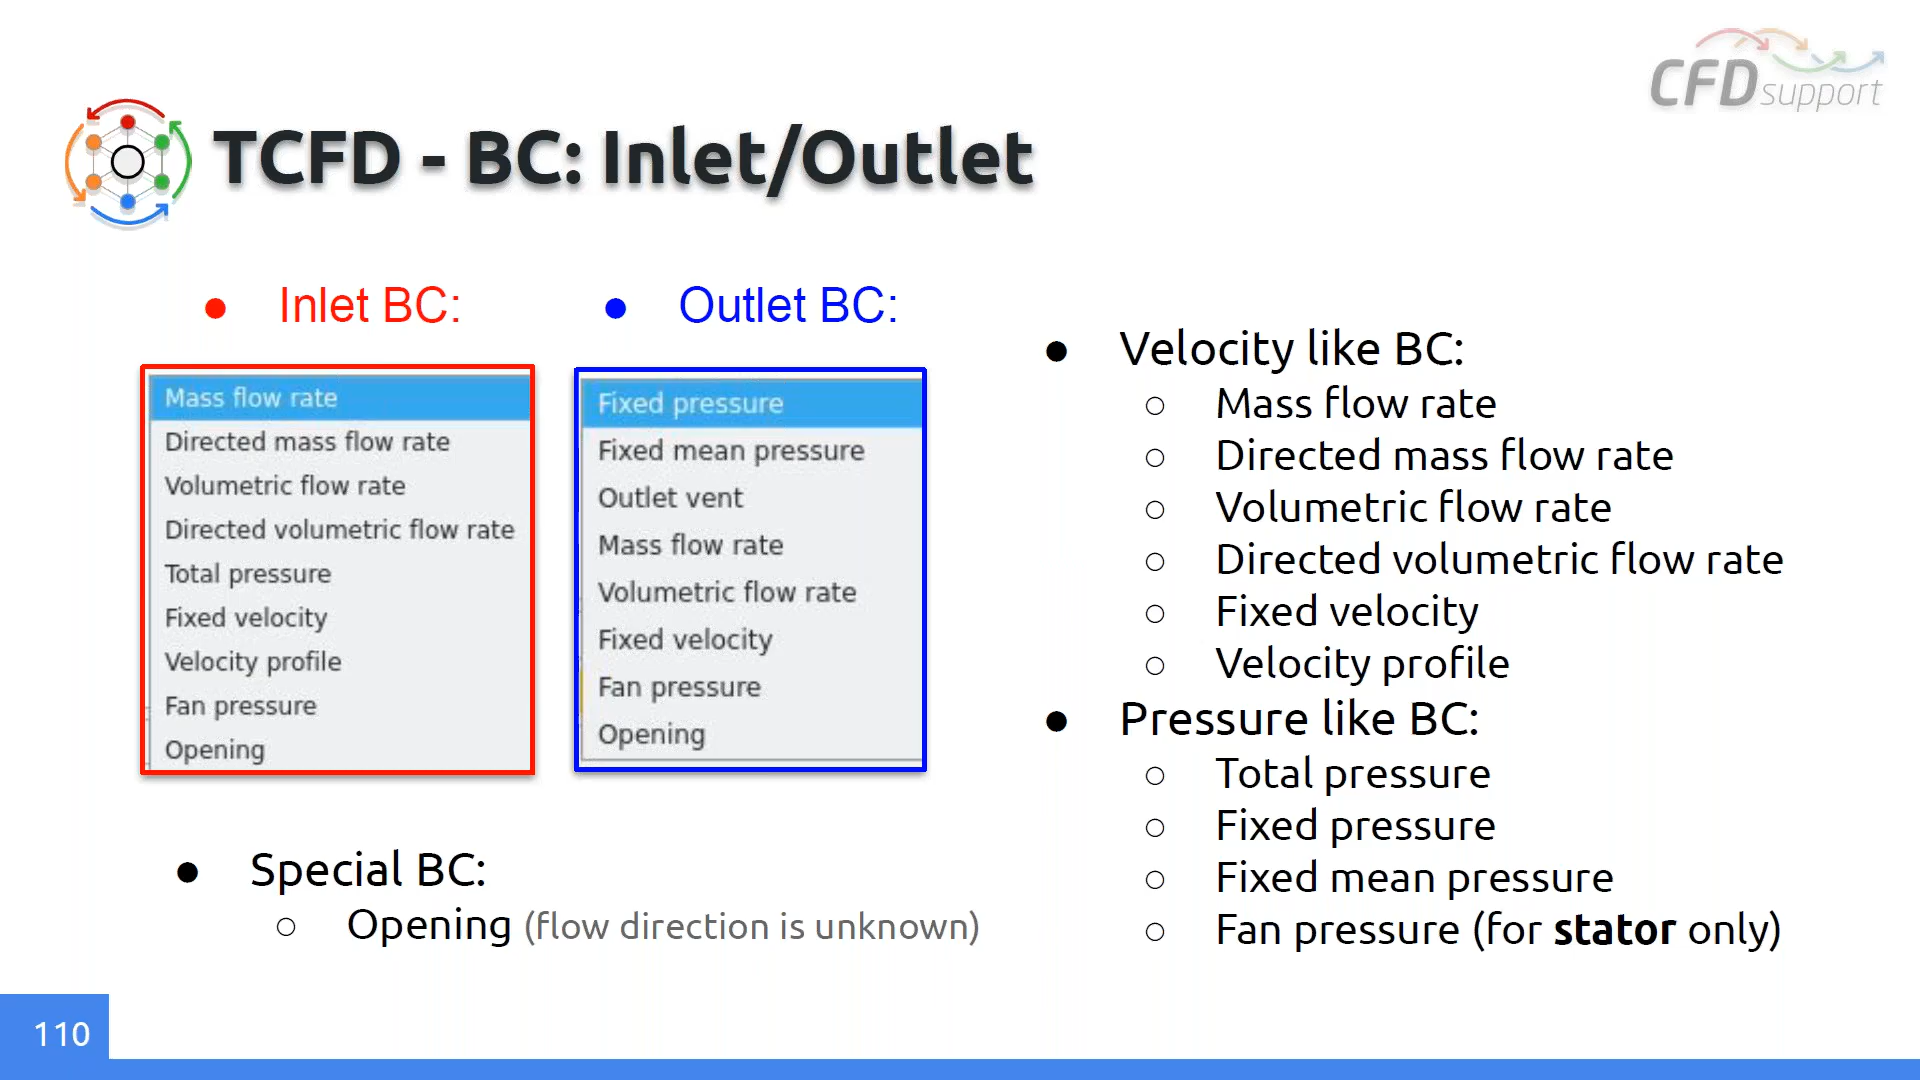 CFD support
TCFD - BC: Inlet/Outlet
● Inlet BC:
Mass flow rate
Directed mass flow rate
Volumetric flow rate
Directed volumetric flow rate
Total pressure
Fixed velocity
Velocity profile
Fan pressure
Opening
● Outlet BC:
Fixed pressure
Fixed mean pressure
Outlet vent
Mass flow rate
Volumetric flow rate
Fixed velocity
Fan pressure
Opening
● Special BC:
○ Opening (flow direction is unknown)
● Velocity like BC:
○ Mass flow rate
○ Directed mass flow rate
○ Volumetric flow rate
○ Directed volumetric flow rate
○ Fixed velocity
○ Velocity profile
● Pressure like BC:
○ Total pressure
○ Fixed pressure
○ Fixed mean pressure
○ Fan pressure (for stator only)
110